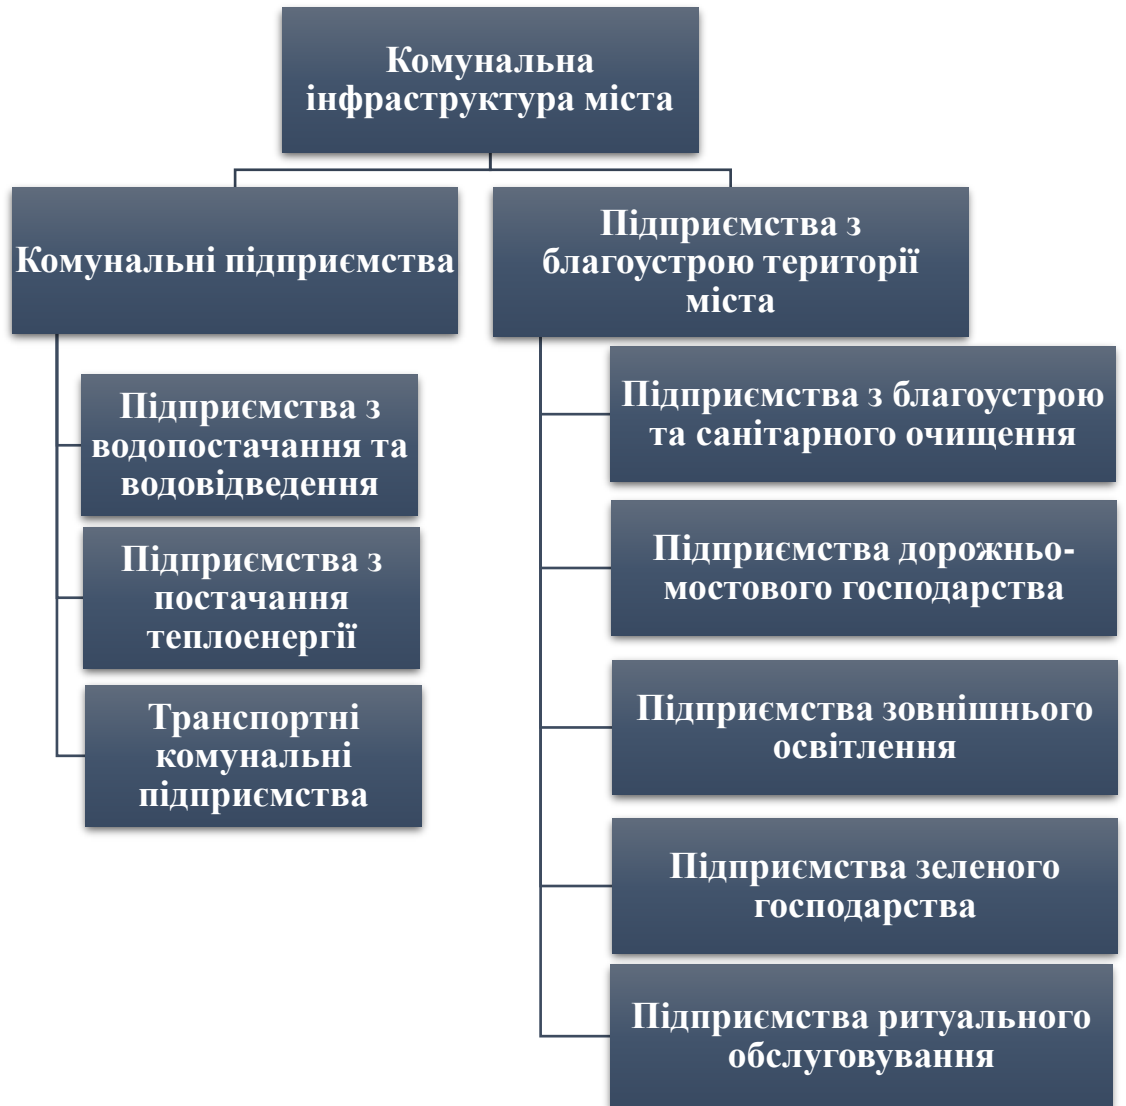 Комунальна
інфраструктура міста
Комунальні підприємства
Підприємства з
водопостачання та
водовідведення
Підприємства з
постачання
теплоенергії
Транспортні
комунальні
підприємства
Підприємства з
благоустрою території
міста
Підприємства з благоустрою
та санітарного очищення
Підприємства дорожньо-
мостового господарства
Підприємства зовнішнього
освітлення
Підприємства зеленого
господарства
Підприємства ритуального
обслуговування